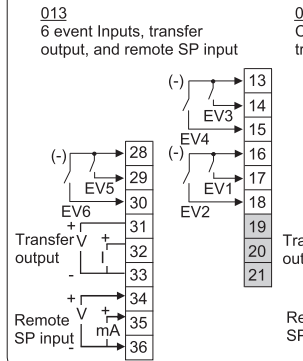 013
6 event Inputs, transfer
output, and remote SP input
(-)
13
14
EV3
15
EV4
(-)
16
17
EV1
18
EV2
19
20
21
(-)
28
29
EV5
30
EV6
+
31
Transfer V + I
32
output
-
33
+
34
Remote V +
35
SP input mA
-
36
0
C
tr
Tra
out
Re
SP